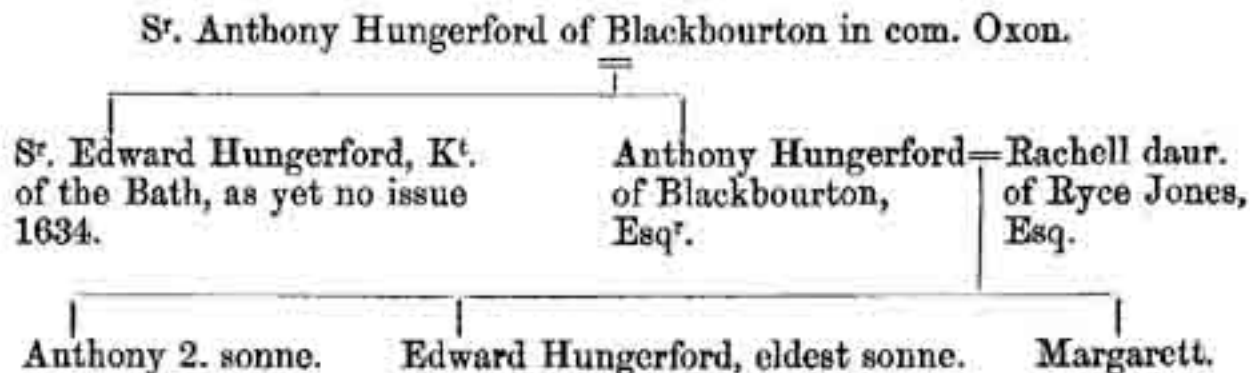 Sʳ. Anthony Hungerford of Blackbourton in com. Oxon.
Sʳ. Edward Hungerford, Kᵗ.
of the Bath, as yet no issue
1634.
Anthony Hungerford=Rachell daur.
of Blackbourton,
Esqʳ.
of Ryce Jones,
Esq.
Anthony 2. sonne.
Edward Hungerford, eldest sonne.
Margarett.